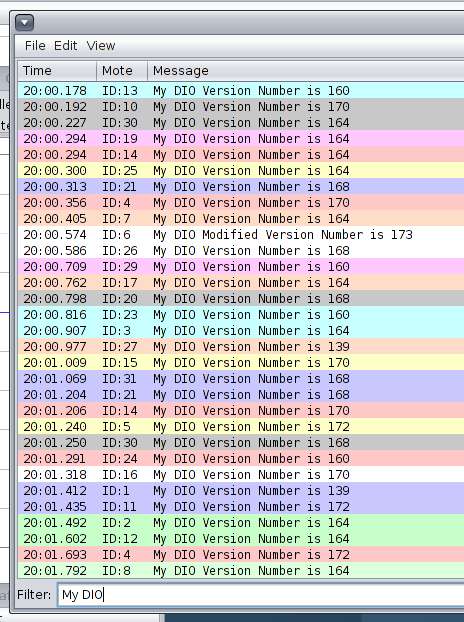 File Edit View
Time Mote Message
20:00.178 ID:13 My DIO Version Number is 160
20:00.192 ID:10 My DIO Version Number is 170
20:00.227 ID:30 My DIO Version Number is 164
20:00.294 ID:19 My DIO Version Number is 164
20:00.294 ID:14 My DIO Version Number is 164
20:00.300 ID:25 My DIO Version Number is 164
20:00.313 ID:21 My DIO Version Number is 168
20:00.356 ID:4 My DIO Version Number is 170
20:00.405 ID:7 My DIO Version Number is 164
20:00.574 ID:6 My DIO Modified Version Number is 173
20:00.586 ID:26 My DIO Version Number is 168
20:00.709 ID:29 My DIO Version Number is 160
20:00.762 ID:17 My DIO Version Number is 164
20:00.798 ID:20 My DIO Version Number is 168
20:00.816 ID:23 My DIO Version Number is 160
20:00.907 ID:3 My DIO Version Number is 164
20:00.977 ID:27 My DIO Version Number is 139
20:01.009 ID:15 My DIO Version Number is 170
20:01.069 ID:31 My DIO Version Number is 168
20:01.204 ID:21 My DIO Version Number is 168
20:01.206 ID:14 My DIO Version Number is 170
20:01.240 ID:5 My DIO Version Number is 172
20:01.250 ID:30 My DIO Version Number is 168
20:01.291 ID:24 My DIO Version Number is 160
20:01.318 ID:16 My DIO Version Number is 170
20:01.412 ID:1 My DIO Version Number is 139
20:01.435 ID:11 My DIO Version Number is 172
20:01.492 ID:2 My DIO Version Number is 164
20:01.602 ID:12 My DIO Version Number is 164
20:01.693 ID:4 My DIO Version Number is 172
20:01.792 ID:8 My DIO Version Number is 164
Filter: My DIO